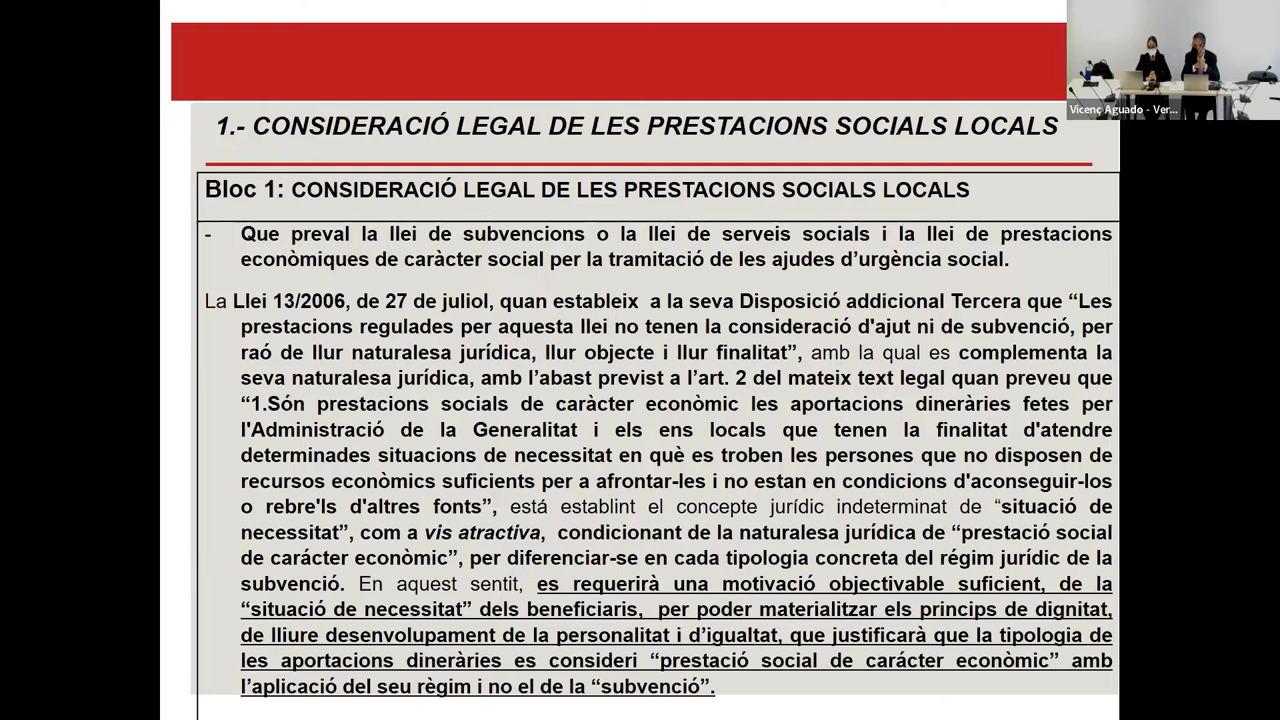 Vicenç Aguado - Ver...
1.- CONSIDERACIÓ LEGAL DE LES PRESTACIONS SOCIALS LOCALS
Bloc 1: CONSIDERACIÓ LEGAL DE LES PRESTACIONS SOCIALS LOCALS
- Que preval la llei de subvencions o la llei de serveis socials i la llei de prestacions
econòmiques de caràcter social per la tramitació de les ajudes d’urgència social.
La Llei 13/2006, de 27 de juliol, quan estableix a la seva Disposició addicional Tercera que “Les
prestacions regulades per aquesta llei no tenen la consideració d'ajut ni de subvenció, per
raó de llur naturalesa jurídica, llur objecte i llur finalitat”, amb la qual es complementa la
seva naturalesa jurídica, amb l’abast previst a l’art. 2 del mateix text legal quan preveu que
“1.Són prestacions socials de caràcter econòmic les aportacions dineràries fetes per
l'Administració de la Generalitat i els ens locals que tenen la finalitat d'atendre
determinades situacions de necessitat en què es troben les persones que no disposen de
recursos econòmics suficients per a afrontar-les i no estan en condicions d'aconseguir-los
o rebre'ls d'altres fonts”, està establint el concepte jurídic indeterminat de “situació de
necessitat”, com a vis atractiva, condicionant de la naturalesa jurídica de “prestació social
de carácter econòmic”, per diferenciar-se en cada tipologia concreta del régim jurídic de la
subvenció. En aquest sentit, es requerirà una motivació objectivable suficient, de la
“situació de necessitat” dels beneficiaris, per poder materialitzar els principis de dignitat,
de lliure desenvolupament de la personalitat i d’igualtat, que justificarà que la tipologia de
les aportacions dineràries es consideri “prestació social de carácter econòmic” amb
l’aplicació del seu règim i no el de la “subvenció”.